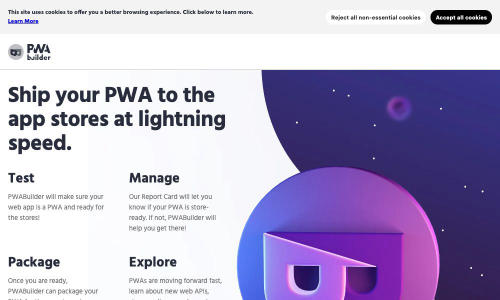 This site uses cookies to offer you a better browsing experience. Click below to learn more.
Learn More
Reject all non-essential cookies
Accept all cookies
PWA
builder
Ship your PWA to the
app stores at lightning
speed.
Test
PWABuilder will make sure your
web app is a PWA and ready for
the stores!
Manage
Our Report Card will let you
know if your PWA is store-
ready. If not, PWABuilder will
help you get there!
Package
Once you are ready,
PWABuilder can package your
Explore
PWAs are moving forward fast,
learn about new web APIs,